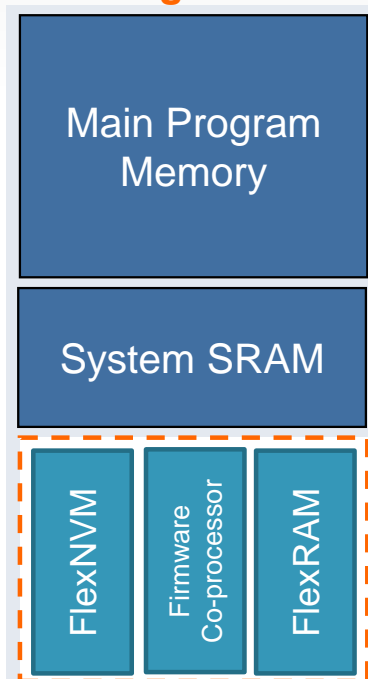 Main Program
Memory
System SRAM
FlexNVM
Firmware
Co-processor
FlexRAM